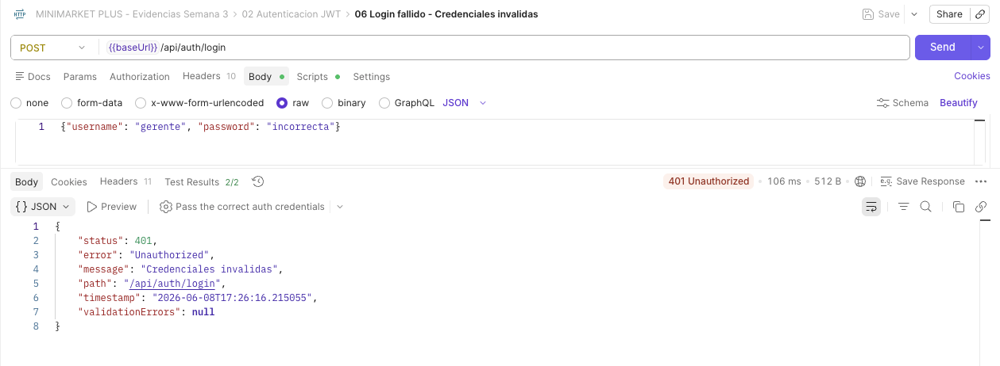 HTTP MINIMARKET PLUS - Evidencias Semana 3 > 02 Autenticacion JWT > 06 Login fallido - Credenciales invalidas Save Share
POST {{baseUrl}} /api/auth/login Send
Docs Params Authorization Headers 10 Body Scripts Settings Cookies
none form-data x-www-form-urlencoded raw binary GraphQL JSON Schema Beautify
1 {"username": "gerente", "password": "incorrecta"}
Body Cookies Headers 11 Test Results 2/2 401 Unauthorized • 106 ms • 512 B • e.g. Save Response
{} JSON Preview Pass the correct auth credentials
1 {
2 "status": 401,
3 "error": "Unauthorized",
4 "message": "Credenciales invalidas",
5 "path": "/api/auth/login",
6 "timestamp": "2026-06-08T17:26:16.215055",
7 "validationErrors": null
8 }